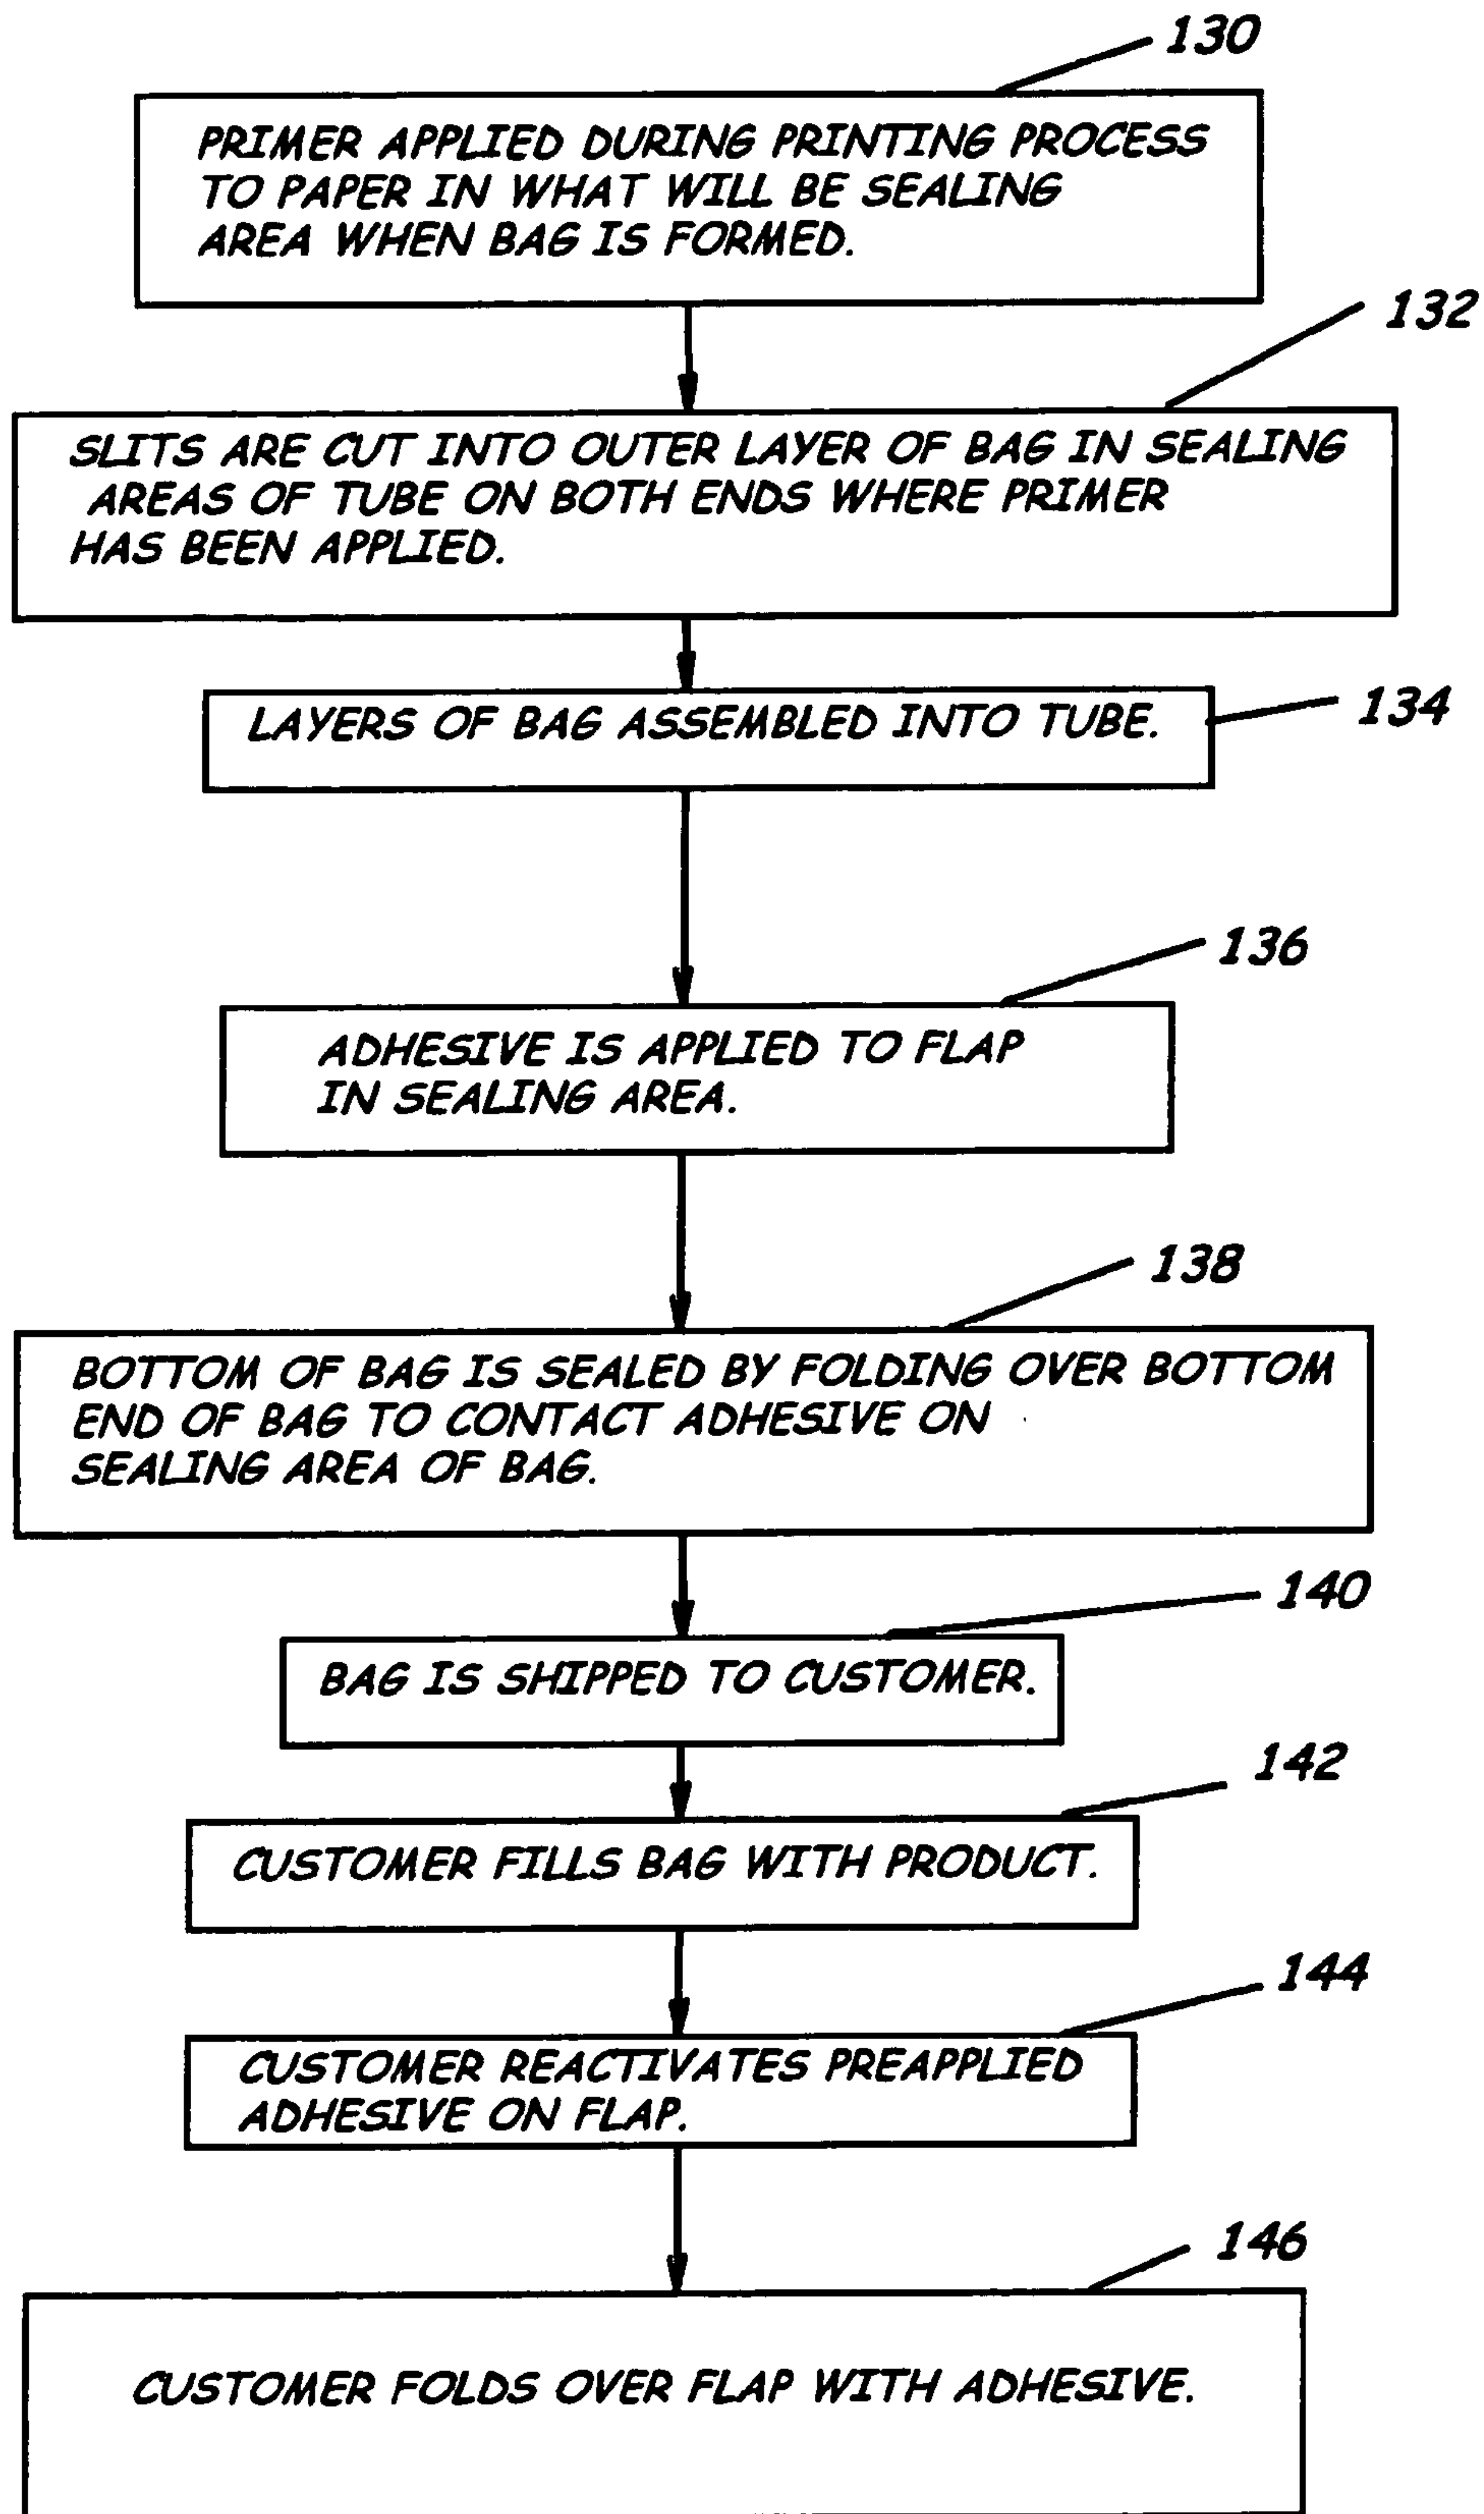 130
PRIMER APPLIED DURING PRINTING PROCESS
TO PAPER IN WHAT WILL BE SEALING
AREA WHEN BAG IS FORMED.
132
SLITS ARE CUT INTO OUTER LAYER OF BAG IN SEALING
AREAS OF TUBE ON BOTH ENDS WHERE PRIMER
HAS BEEN APPLIED.
134
LAYERS OF BAG ASSEMBLED INTO TUBE.
136
ADHESIVE IS APPLIED TO FLAP
IN SEALING AREA.
138
BOTTOM OF BAG IS SEALED BY FOLDING OVER BOTTOM
END OF BAG TO CONTACT ADHESIVE ON
SEALING AREA OF BAG.
140
BAG IS SHIPPED TO CUSTOMER.
142
CUSTOMER FILLS BAG WITH PRODUCT.
144
CUSTOMER REACTIVATES PREAPPLIED
ADHESIVE ON FLAP.
146
CUSTOMER FOLDS OVER FLAP WITH ADHESIVE.